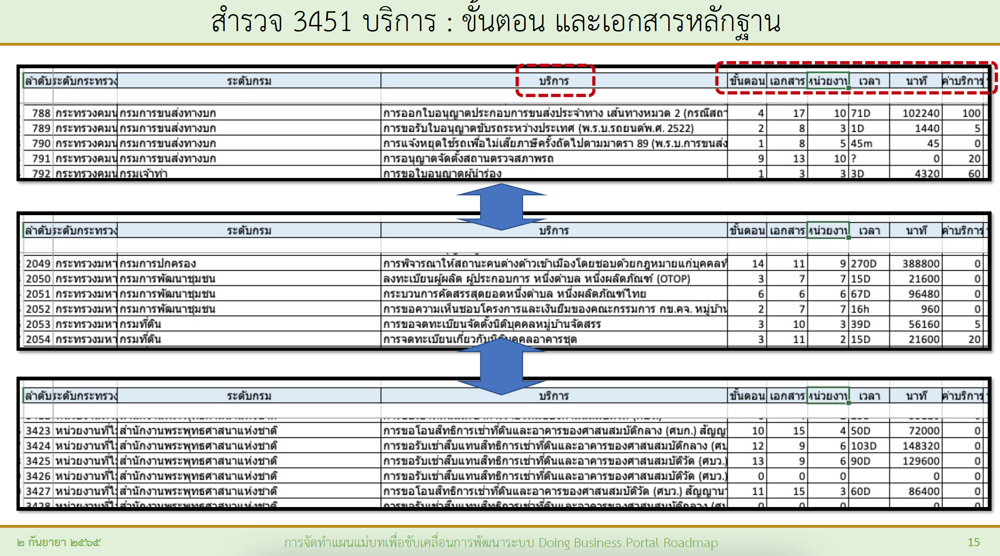 สำรวจ 3451 บริการ : ขั้นตอน และเอกสารหลักฐาน
ลำดับ ระดับกระทรวง ระดับกรม บริการ ขั้นตอน เอกสาร หน่วยงาน เวลา นาที ค่าบริการ
788 กระทรวงคมน กรมการขนส่งทางบก การออกใบอนุญาตประกอบการขนส่งประจำทาง เส้นทางหมวด 2 (กรณีสถา 4 17 10 71D 102240 100
789 กระทรวงคมน กรมการขนส่งทางบก การขอรับใบอนุญาตขับรถระหว่างประเทศ (พ.ร.บ.รถยนต์พ.ศ. 2522) 2 8 3 1D 1440 5
790 กระทรวงคมน กรมการขนส่งทางบก การแจ้งหยุดใช้รถเพื่อไม่เสียภาษีครั้งถัดไปตามมาตรา 89 (พ.ร.บ.การขนส่ง 1 8 5 45m 45 0
791 กระทรวงคมน กรมการขนส่งทางบก การอนุญาตจัดตั้งสถานตรวจสภาพรถ 9 13 10 ? 0 20
792 กระทรวงคมน กรมเจ้าท่า การขอใบอนุญาตผู้นำร่อง 1 3 3 3D 4320 60
ลำดับ ระดับกระทรวง ระดับกรม บริการ ขั้นตอน เอกสาร หน่วยงาน เวลา นาที ค่าบริการ
2049 กระทรวงมหา กรมการปกครอง การพิจารณาให้สถานะคนต่างด้าวเข้าเมืองโดยชอบด้วยกฎหมายแก่บุคคลที่ 14 11 9 270D 388800 0
2050 กระทรวงมหา กรมการพัฒนาชุมชน ลงทะเบียนผู้ผลิต ผู้ประกอบการ หนึ่งตำบล หนึ่งผลิตภัณฑ์ (OTOP) 3 7 7 15D 21600 0
2051 กระทรวงมหา กรมการพัฒนาชุมชน กระบวนการคัดสรรสุดยอดหนึ่งตำบล หนึ่งผลิตภัณฑ์ไทย 6 6 6 67D 96480 0
2052 กระทรวงมหา กรมการพัฒนาชุมชน การขอความเห็นชอบโครงการและเงินยืมของคณะกรรมการ กข.คจ. หมู่บ้าน 2 7 7 16h 960 0
2053 กระทรวงมหา กรมที่ดิน การขอจดทะเบียนจัดตั้งนิติบุคคลหมู่บ้านจัดสรร 3 10 3 39D 56160 5
2054 กระทรวงมหา กรมที่ดิน การจดทะเบียนเกี่ยวกับนิติบุคคลอาคารชุด 3 11 2 15D 21600 20
ลำดับ ระดับกระทรวง ระดับกรม บริการ ขั้นตอน เอกสาร หน่วยงาน เวลา นาที ค่าบริการ
3423 หน่วยงานที่ไม สำนักงานพระพุทธศาสนาแห่งชาติ การขอโอนสิทธิการเช่าที่ดินและอาคารของศาสนสมบัติกลาง (ศบก.) สัญญา 10 15 4 50D 72000 0
3424 หน่วยงานที่ไม สำนักงานพระพุทธศาสนาแห่งชาติ การขอรับเช่าสืบแทนสิทธิการเช่าที่ดินและอาคารของศาสนสมบัติกลาง (ศบ 12 9 6 103D 148320 0
3425 หน่วยงานที่ไม สำนักงานพระพุทธศาสนาแห่งชาติ การขอรับเช่าสืบแทนสิทธิการเช่าที่ดินและอาคารของศาสนสมบัติวัด (ศบว.) 13 9 6 90D 129600 0
3426 หน่วยงานที่ไม สำนักงานพระพุทธศาสนาแห่งชาติ การขอรับเช่าสืบแทนสิทธิการเช่าที่ดินและอาคารของศาสนสมบัติวัด (ศบว.) 0 0 0 0 0
3427 หน่วยงานที่ไม สำนักงานพระพุทธศาสนาแห่งชาติ การขอโอนสิทธิการเช่าที่ดินและอาคารของศาสนสมบัติวัด (ศบว.) สัญญานา 11 15 3 60D 86400 0
3428 หน่วยงานที่ไม สำนักงานพระพุทธศาสนาแห่งชาติ การขอรับเช่าสืบแทนสิทธิการเช่าที่ดินและอาคารของศาสนสมบัติกลาง (ศบ 0 0 0 0 0
๒ กันยายา ๒๕๖๕ การจัดทำแผนแม่บทเพื่อขับเคลื่อนการพัฒนาระบบ Doing Business Portal Roadmap 15